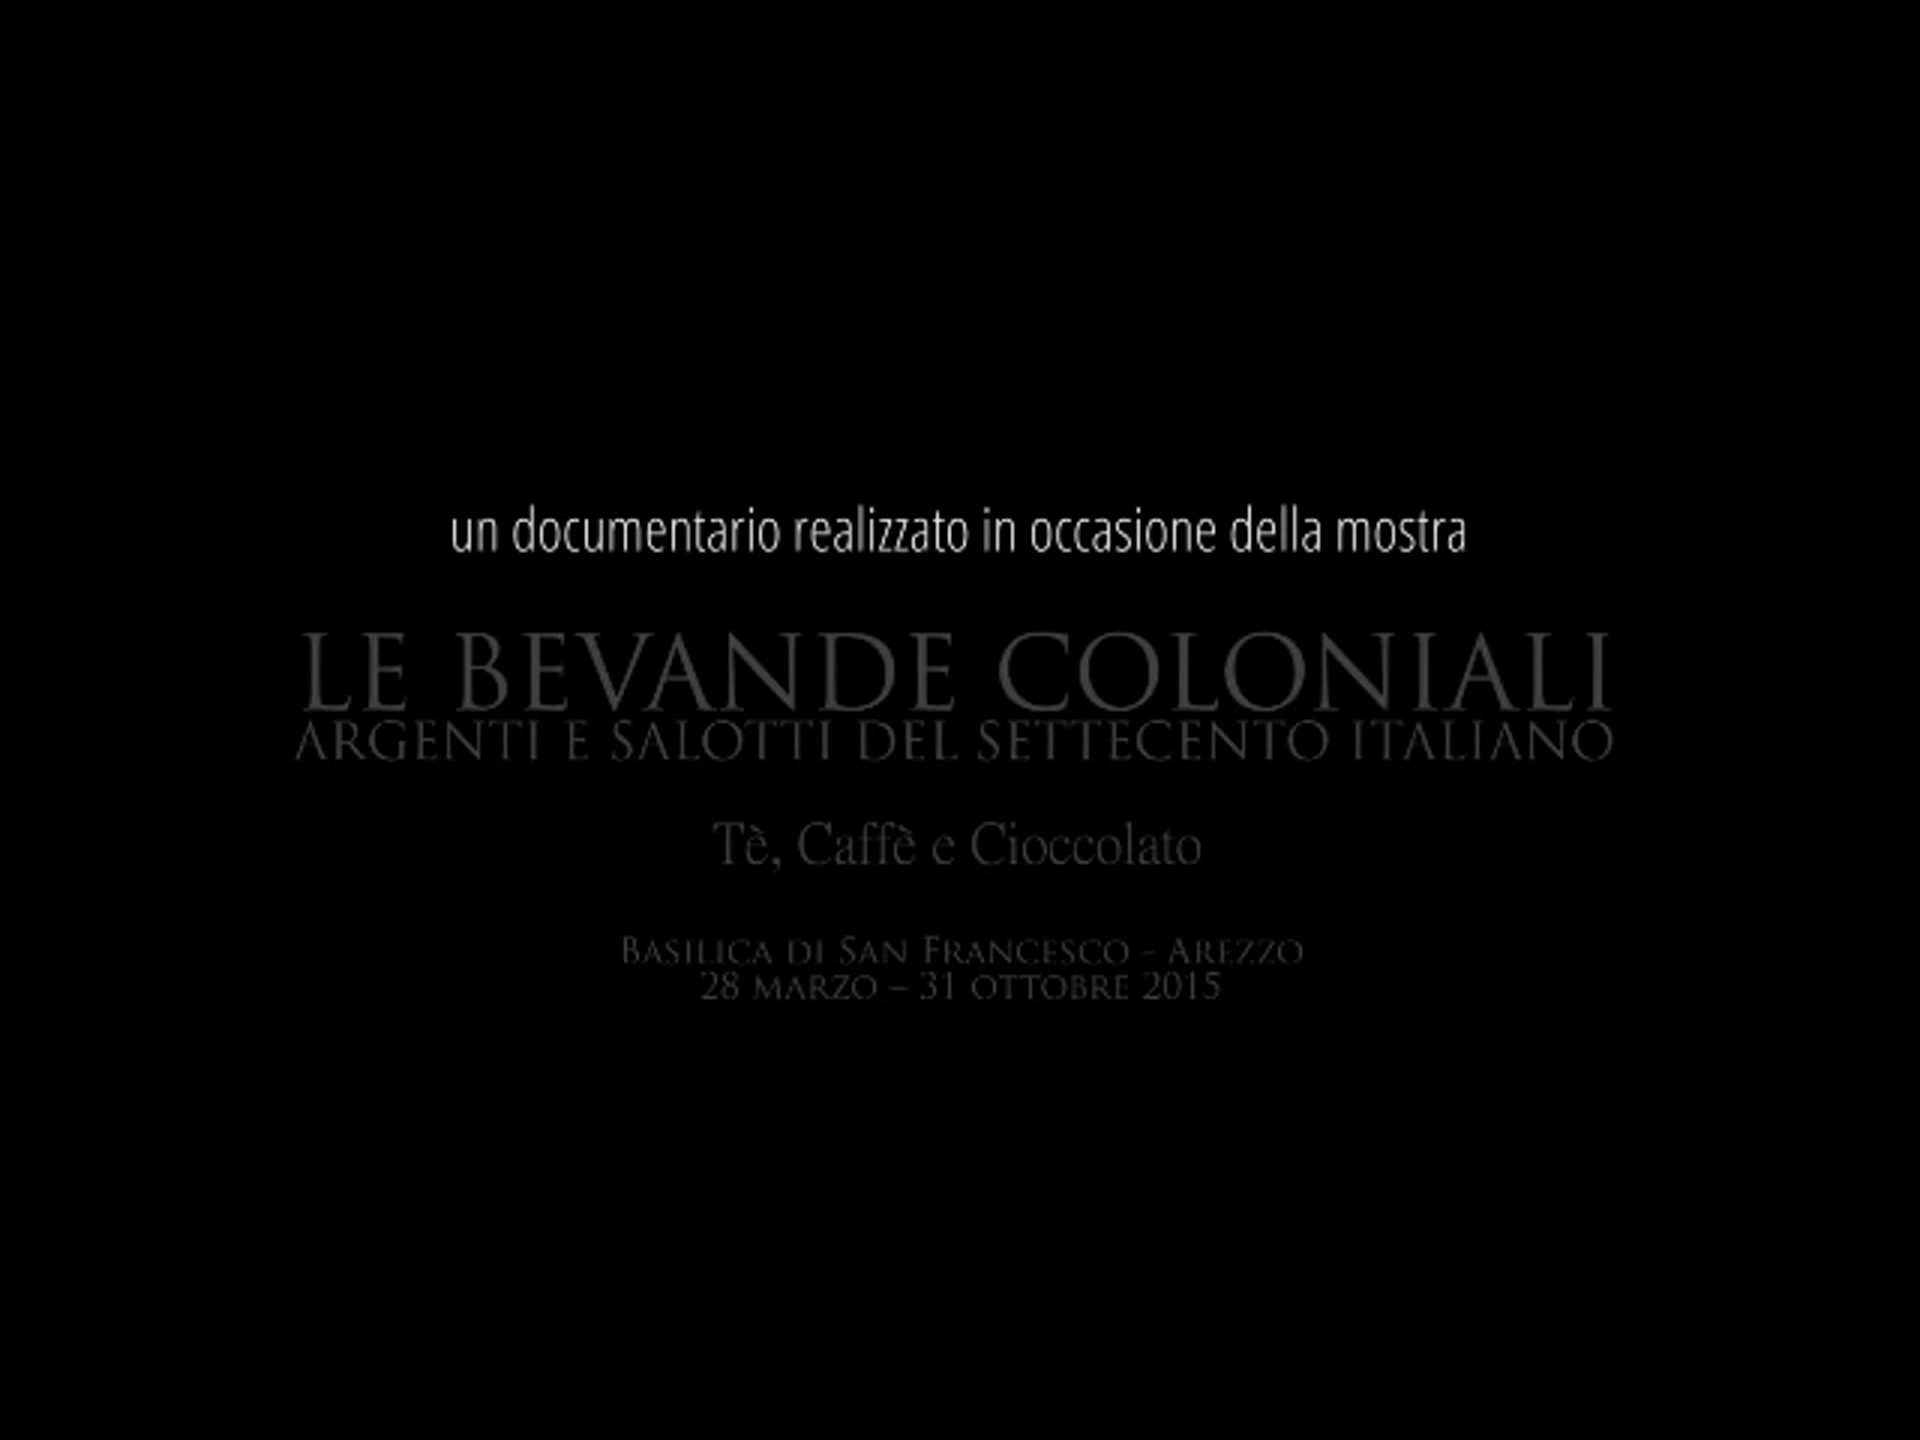 un documentario realizzato in occasione della mostra
LE BEVANDE COLONIALI
ARGENTI E SALOTTI DEL SETTECENTO ITALIANO
Tè, Caffè e Cioccolato
BASILICA DI SAN FRANCESCO - AREZZO
28 MARZO – 31 OTTOBRE 2015